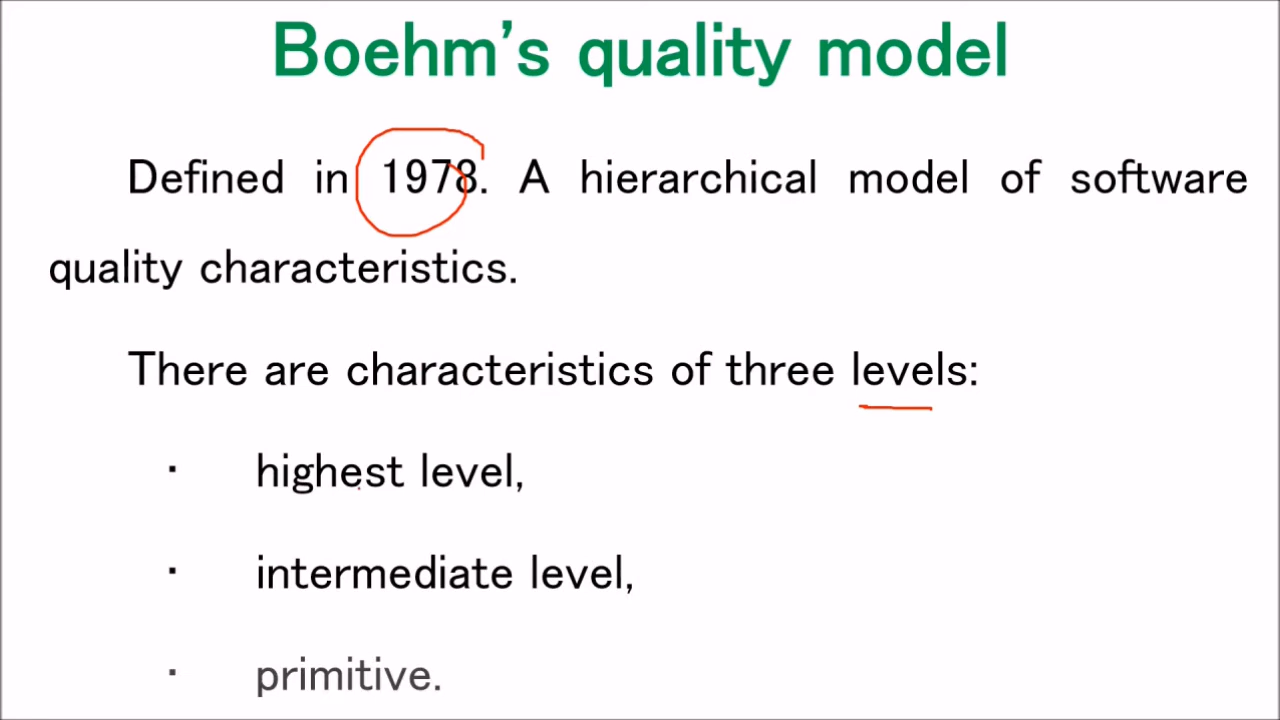 Boehm's quality model
Defined in 1978. A hierarchical model of software
quality characteristics.
There are characteristics of three levels:
· highest level,
· intermediate level,
· primitive.